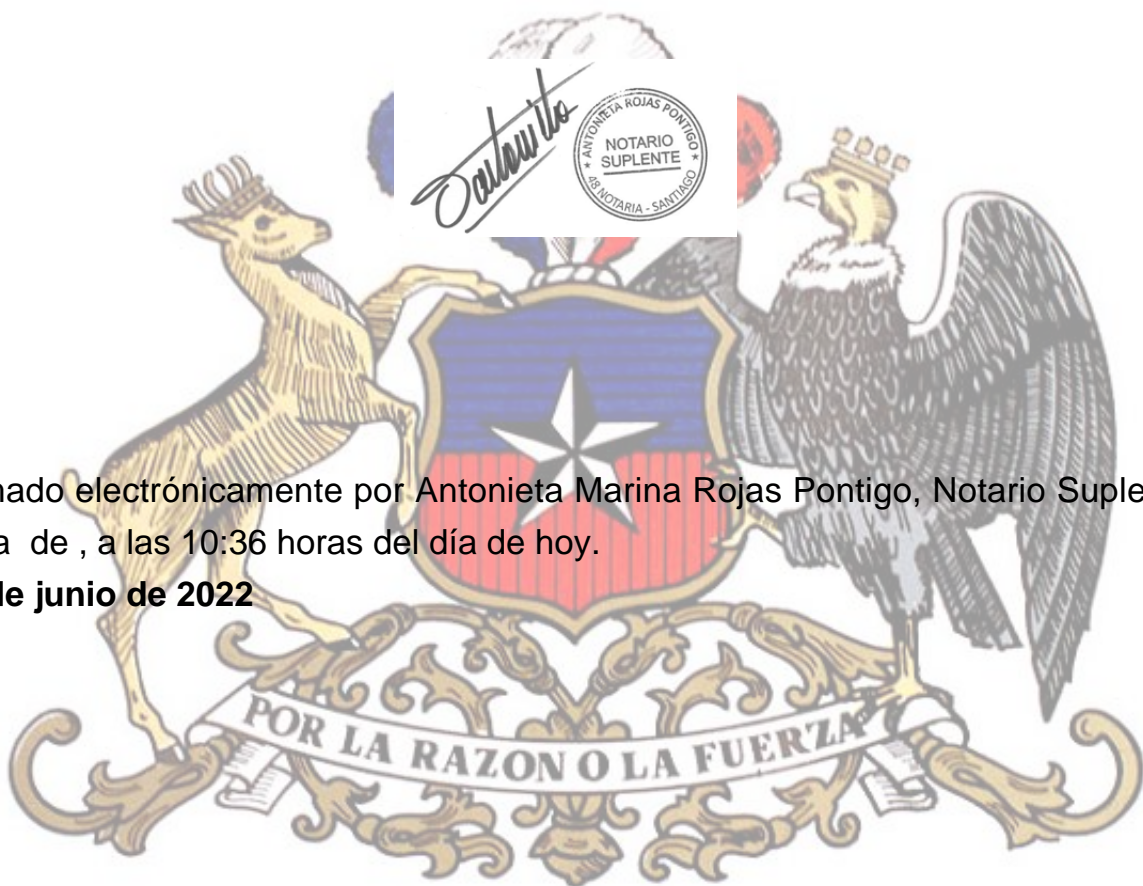 ANTONIETA ROJAS PONTIGO
NOTARIO
SUPLENTE
48 NOTARIA - SANTIAGO
nado electrónicamente por Antonieta Marina Rojas Pontigo, Notario Suple
a de , a las 10:36 horas del día de hoy.
de junio de 2022
POR LA RAZON O LA FUERZA